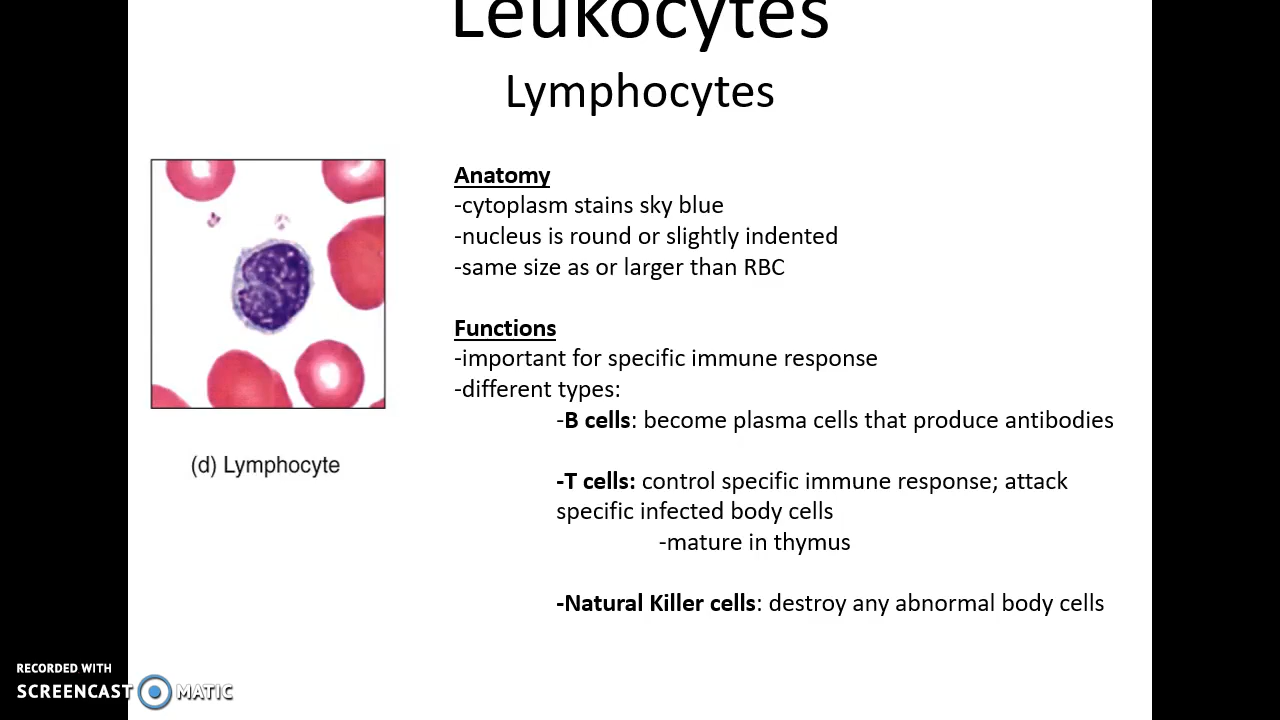 Leukocytes
Lymphocytes
Anatomy
-cytoplasm stains sky blue
-nucleus is round or slightly indented
-same size as or larger than RBC
Functions
-important for specific immune response
-different types:
-B cells: become plasma cells that produce antibodies
-T cells: control specific immune response; attack
specific infected body cells
-mature in thymus
-Natural Killer cells: destroy any abnormal body cells
(d) Lymphocyte
RECORDED WITH
SCREENCAST MATIC